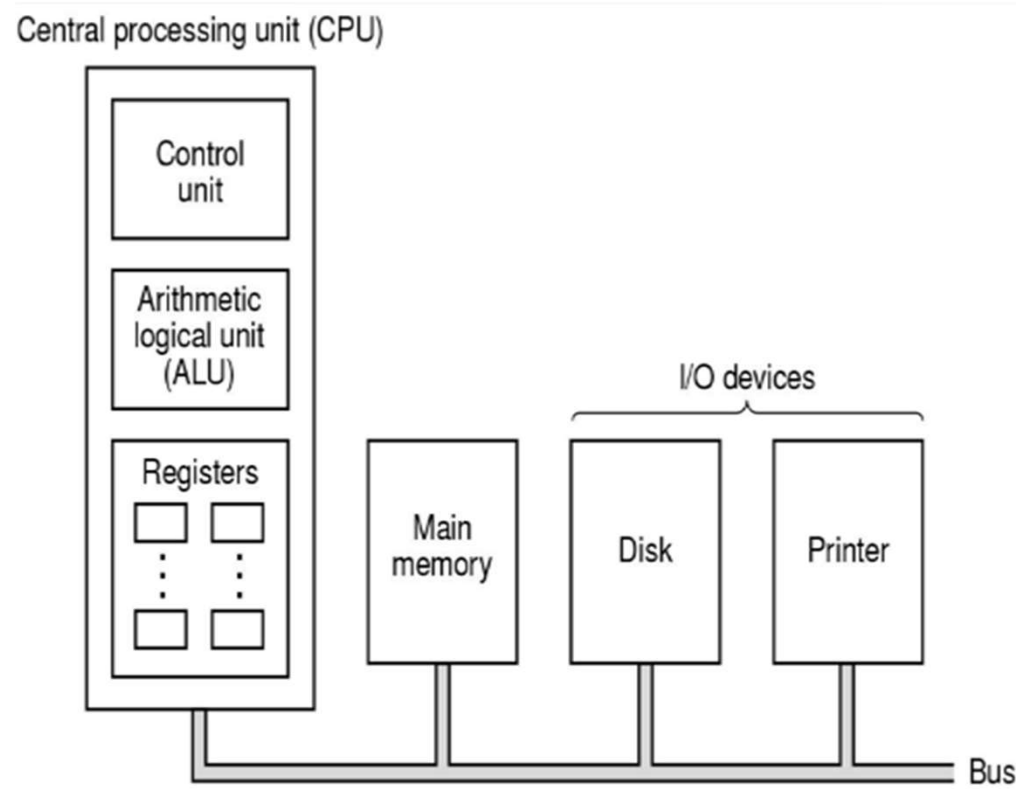 Central processing unit (CPU)
Control
unit
Arithmetic
logical unit
(ALU)
Registers
I/O devices
Main
memory
Disk
Printer
Bus